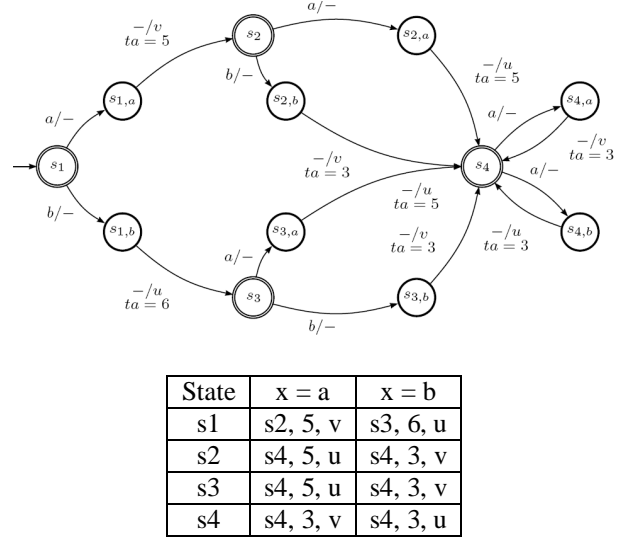 a/−
−/v
ta = 5
s2
s2,a
b/−
−/u
ta = 5
s1,a
s2,b
s4,a
a/−
a/−
−/v
ta = 3
−/v
ta = 3
s1
s4
a/−
b/−
−/u
ta = 5
s1,b
s3,a
−/v
ta = 3
−/u
ta = 3
s4,b
a/−
−/u
ta = 6
s3
s3,b
b/−
State x = a x = b
s1 s2, 5, v s3, 6, u
s2 s4, 5, u s4, 3, v
s3 s4, 5, u s4, 3, v
s4 s4, 3, v s4, 3, u